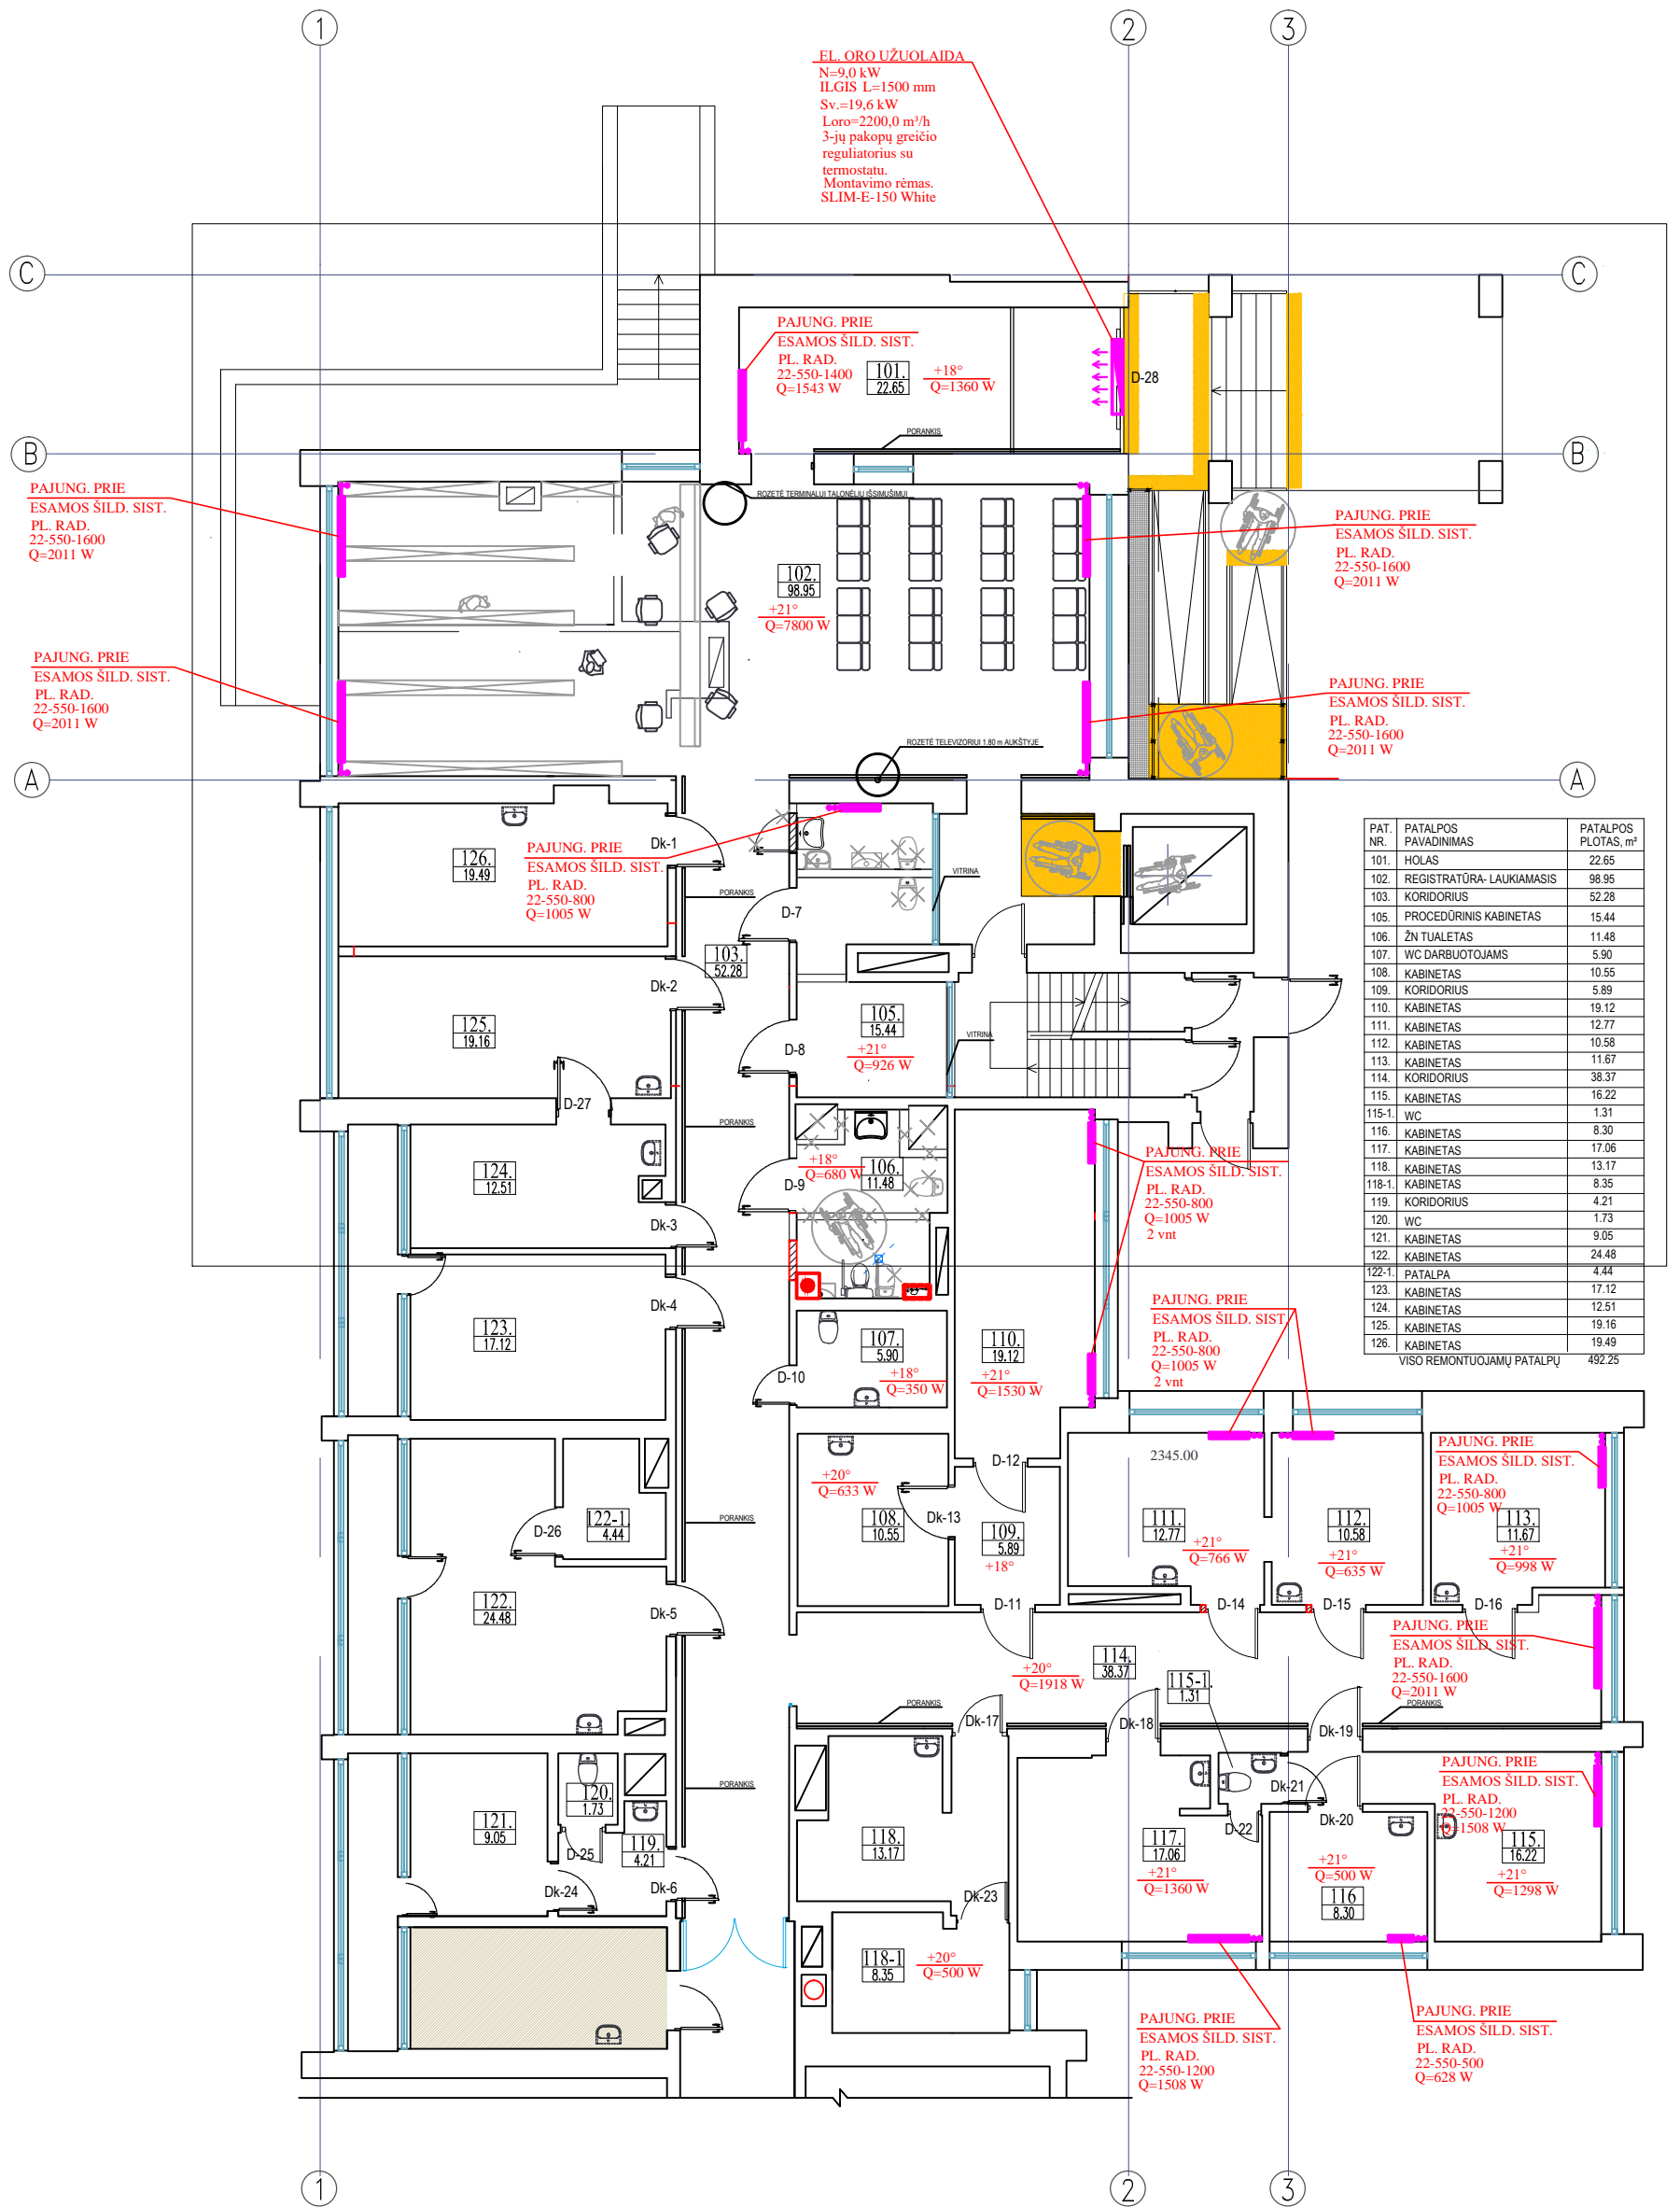 1
2
3
EL. ORO UŽUOLAIDA
N=9,0 kW
ILGIS L=1500 mm
Sv.=19,6 kW
Loro=2200,0 m³/h
3-jų pakopų greičio
reguliatorius su
termostatu.
Montavimo rėmas.
SLIM-E-150 White
C
C
PAJUNG. PRIE
ESAMOS ŠILD. SIST.
PL. RAD.
22-550-1400
Q=1543 W
101.
22.65
+18°
Q=1360 W
D-28
PORANKIS
B
B
PAJUNG. PRIE
ESAMOS ŠILD. SIST.
PL. RAD.
22-550-1600
Q=2011 W
ROZETĖ TERMINALUI TALONĖLIU IŠSIMUŠIMUI
PAJUNG. PRIE
ESAMOS ŠILD. SIST.
PL. RAD.
22-550-1600
Q=2011 W
102.
98.95
+21°
Q=7800 W
PAJUNG. PRIE
ESAMOS ŠILD. SIST.
PL. RAD.
22-550-1600
Q=2011 W
PAJUNG. PRIE
ESAMOS ŠILD. SIST.
PL. RAD.
22-550-1600
Q=2011 W
ROZETĖ TELEVIZORIUI 1.80 m AUKŠTYJE
A
A
PAT. NR.	PATALPOS PAVADINIMAS	PATALPOS PLOTAS, m²
101.	HOLAS	22.65
102.	REGISTRATŪRA- LAUKIAMASIS	98.95
103.	KORIDORIUS	52.28
105.	PROCEDŪRINIS KABINETAS	15.44
106.	ŽN TUALETAS	11.48
107.	WC DARBUOTOJAMS	5.90
108.	KABINETAS	10.55
109.	KORIDORIUS	5.89
110.	KABINETAS	19.12
111.	KABINETAS	12.77
112.	KABINETAS	10.58
113.	KABINETAS	11.67
114.	KORIDORIUS	38.37
115.	KABINETAS	16.22
115-1.	WC	1.31
116.	KABINETAS	8.30
117.	KABINETAS	17.06
118.	KABINETAS	13.17
118-1.	KABINETAS	8.35
119.	KORIDORIUS	4.21
120.	WC	1.73
121.	KABINETAS	9.05
122.	KABINETAS	24.48
122-1.	PATALPA	4.44
123.	KABINETAS	17.12
124.	KABINETAS	12.51
125.	KABINETAS	19.16
126.	KABINETAS	19.49
VISO REMONTUOJAMŲ PATALPŲ	492.25
126.
19.49
Dk-1
PAJUNG. PRIE
ESAMOS ŠILD. SIST.
PL. RAD.
22-550-800
Q=1005 W
PORANKIS
VITRINA
D-7
103.
52.28
Dk-2
125.
19.16
105.
15.44
+21°
Q=926 W
VITRINA
D-8
D-27
PORANKIS
124.
12.51
Dk-3
+18°
Q=680 W
106.
11.48
D-9
PAJUNG. PRIE
ESAMOS ŠILD. SIST.
PL. RAD.
22-550-800
Q=1005 W
2 vnt
Dk-4
123.
17.12
107.
5.90
+18°
Q=350 W
D-10
110.
19.12
+21°
Q=1530 W
PAJUNG. PRIE
ESAMOS ŠILD. SIST.
PL. RAD.
22-550-800
Q=1005 W
2 vnt
D-12
2345.00
PAJUNG. PRIE
ESAMOS ŠILD. SIST.
PL. RAD.
22-550-800
Q=1005 W
+20°
Q=633 W
108.
10.55
Dk-13
109.
5.89
+18°
111.
12.77
+21°
Q=766 W
112.
10.58
+21°
Q=635 W
113.
11.67
+21°
Q=998 W
122-1.
4.44
D-26
PORANKIS
122.
24.48
Dk-5
D-11
D-14
D-15
D-16
PAJUNG. PRIE
ESAMOS ŠILD. SIST.
PL. RAD.
22-550-1600
Q=2011 W
PORANKIS
114.
38.37
+20°
Q=1918 W
115-1.
1.31
PORANKIS
Dk-17
Dk-18
Dk-19
PAJUNG. PRIE
ESAMOS ŠILD. SIST.
PL. RAD.
22-550-1200
Q=1508 W
PORANKIS
120.
1.73
121.
9.05
119.
4.21
D-25
Dk-24
Dk-6
118.
13.17
Dk-21
Dk-20
D-22
117.
17.06
+21°
Q=1360 W
+21°
Q=500 W
116
8.30
115.
16.22
+21°
Q=1298 W
Dk-23
118-1
8.35
+20°
Q=500 W
PAJUNG. PRIE
ESAMOS ŠILD. SIST.
PL. RAD.
22-550-1200
Q=1508 W
PAJUNG. PRIE
ESAMOS ŠILD. SIST.
PL. RAD.
22-550-500
Q=628 W
1
2
3